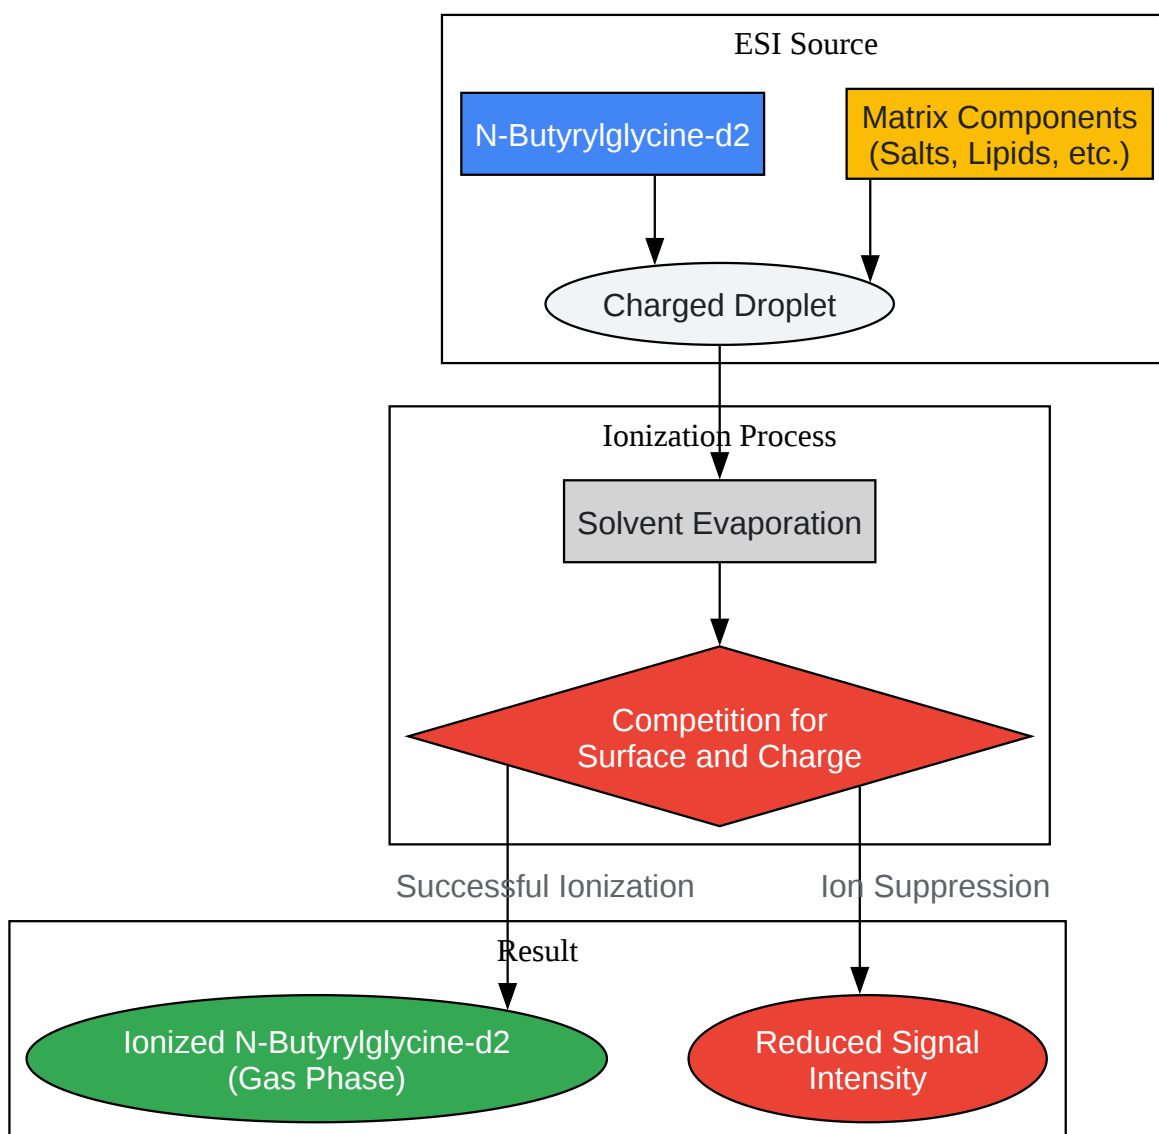 ESI Source
N-Butyrylglycine-d2
Matrix Components
(Salts, Lipids, etc.)
Charged Droplet
Ionization Process
Solvent Evaporation
Competition for
Surface and Charge
Successful Ionization
Ion Suppression
Result
Ionized N-Butyrylglycine-d2
(Gas Phase)
Reduced Signal
Intensity